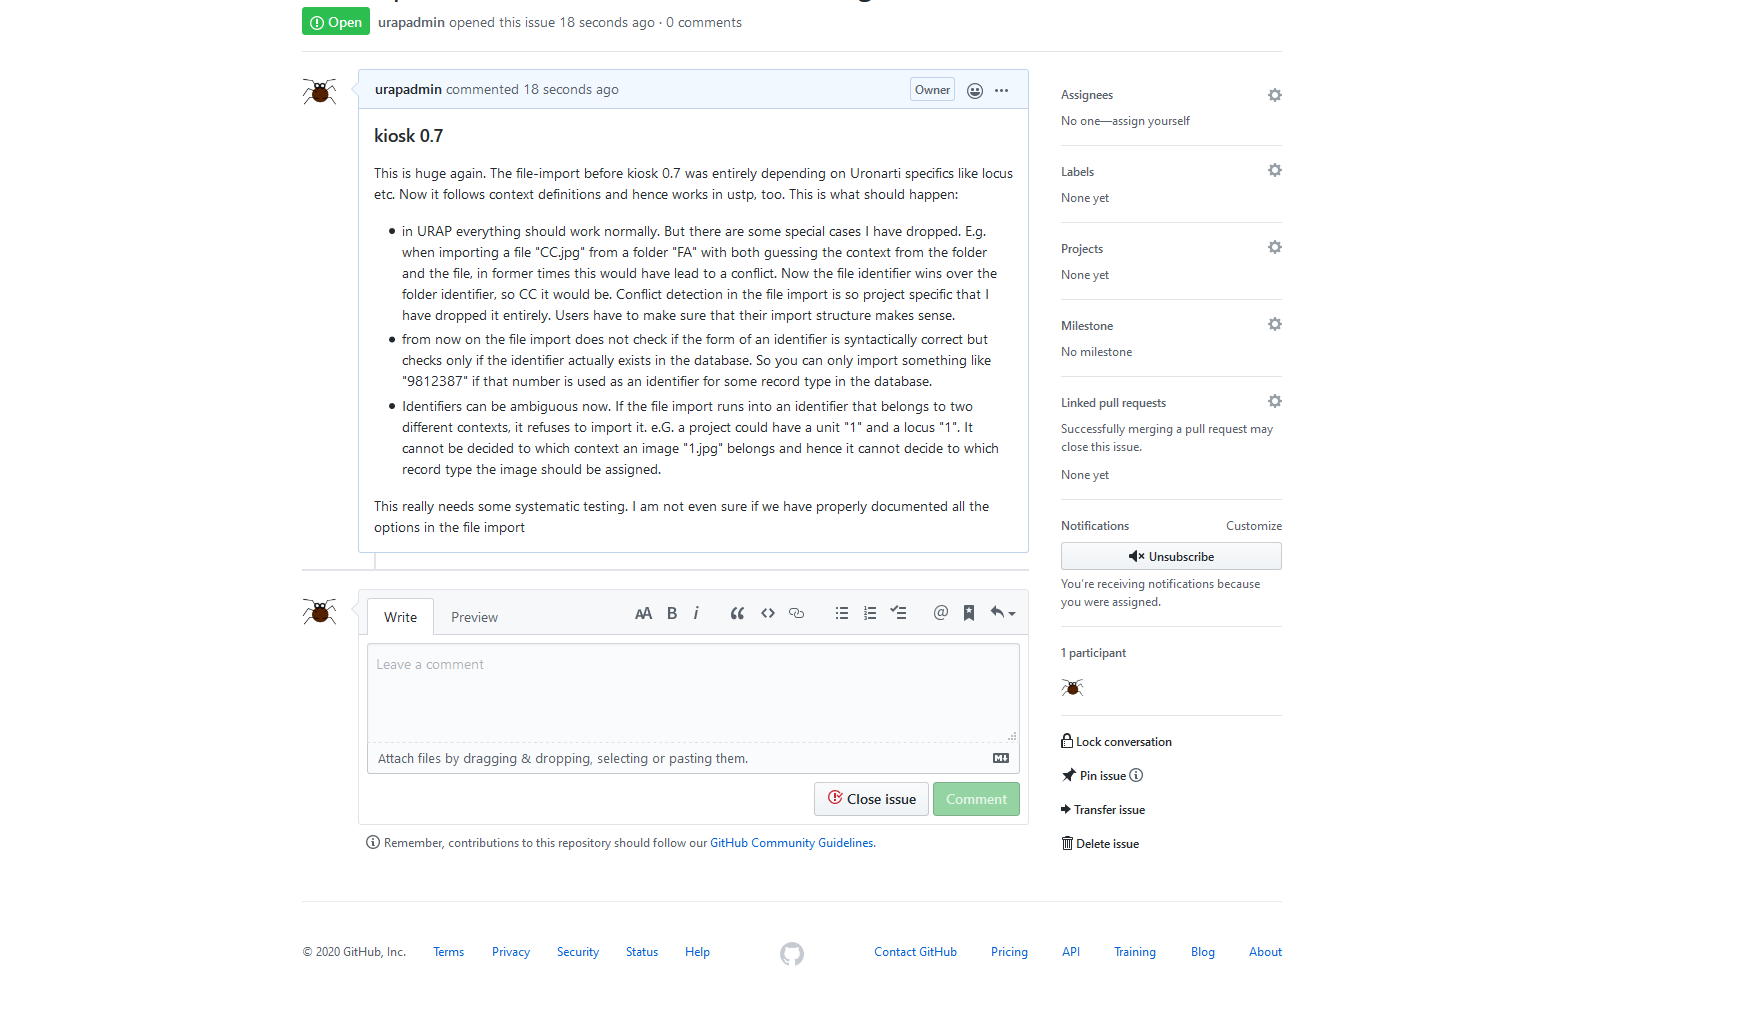 Open urapadmin opened this issue 18 seconds ago · 0 comments
urapadmin commented 18 seconds ago Owner
kiosk 0.7
This is huge again. The file-import before kiosk 0.7 was entirely depending on Uronarti specifics like locus
etc. Now it follows context definitions and hence works in ustp, too. This is what should happen:
• in URAP everything should work normally. But there are some special cases I have dropped. E.g.
when importing a file "CC.jpg" from a folder "FA" with both guessing the context from the folder
and the file, in former times this would have lead to a conflict. Now the file identifier wins over the
folder identifier, so CC it would be. Conflict detection in the file import is so project specific that I
have dropped it entirely. Users have to make sure that their import structure makes sense.
• from now on the file import does not check if the form of an identifier is syntactically correct but
checks only if the identifier actually exists in the database. So you can only import something like
"9812387" if that number is used as an identifier for some record type in the database.
• Identifiers can be ambiguous now. If the file import runs into an identifier that belongs to two
different contexts, it refuses to import it. e.G. a project could have a unit "1" and a locus "1". It
cannot be decided to which context an image "1.jpg" belongs and hence it cannot decide to which
record type the image should be assigned.
This really needs some systematic testing. I am not even sure if we have properly documented all the
options in the file import
Write Preview
Leave a comment
Attach files by dragging & dropping, selecting or pasting them.
Close issue Comment
Remember, contributions to this repository should follow our GitHub Community Guidelines.
Assignees
No one—assign yourself
Labels
None yet
Projects
None yet
Milestone
No milestone
Linked pull requests
Successfully merging a pull request may
close this issue.
None yet
Notifications Customize
Unsubscribe
You're receiving notifications because
you were assigned.
1 participant
Lock conversation
Pin issue
Transfer issue
Delete issue
© 2020 GitHub, Inc. Terms Privacy Security Status Help Contact GitHub Pricing API Training Blog About